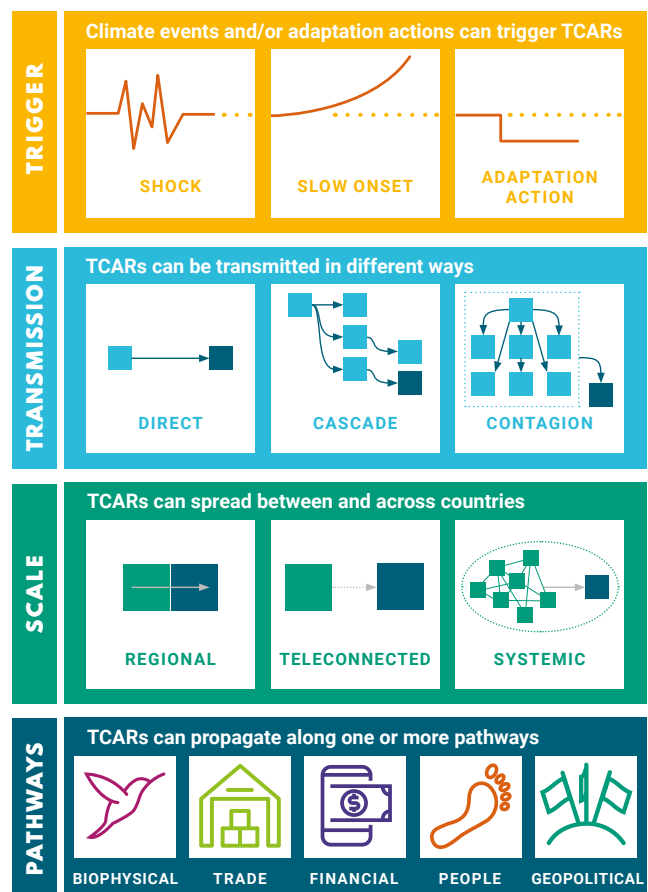 TRIGGER
Climate events and/or adaptation actions can trigger TCARs
SHOCK
SLOW ONSET
ADAPTATION
ACTION
TRANSMISSION
TCARs can be transmitted in different ways
DIRECT
CASCADE
CONTAGION
SCALE
TCARs can spread between and across countries
REGIONAL
TELECONNECTED
SYSTEMIC
PATHWAYS
TCARs can propagate along one or more pathways
$
BIOPHYSICAL
TRADE
FINANCIAL
PEOPLE
GEOPOLITICAL